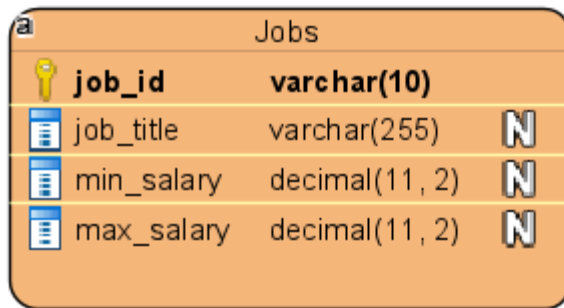 a
Jobs
job_id varchar(10)
job_title varchar(255) N
min_salary decimal(11, 2) N
max_salary decimal(11, 2) N